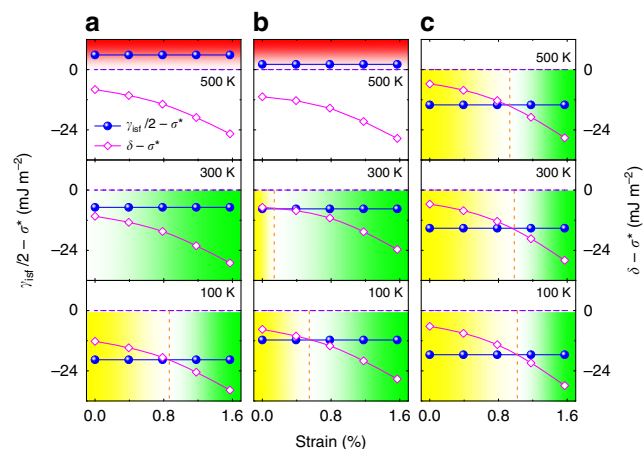 a b c
0 500 K 500 K 500 K 0
−24 −24
γisf/2 − σ*
δ − σ*
300 K 300 K 300 K
0 0
−24 −24
100 K 100 K 100 K
0 0
−24 −24
0.0 0.8 1.6 0.0 0.8 1.6 0.0 0.8 1.6
Strain (%)
γisf/2 − σ* (mJ m−2)
δ − σ* (mJ m−2)